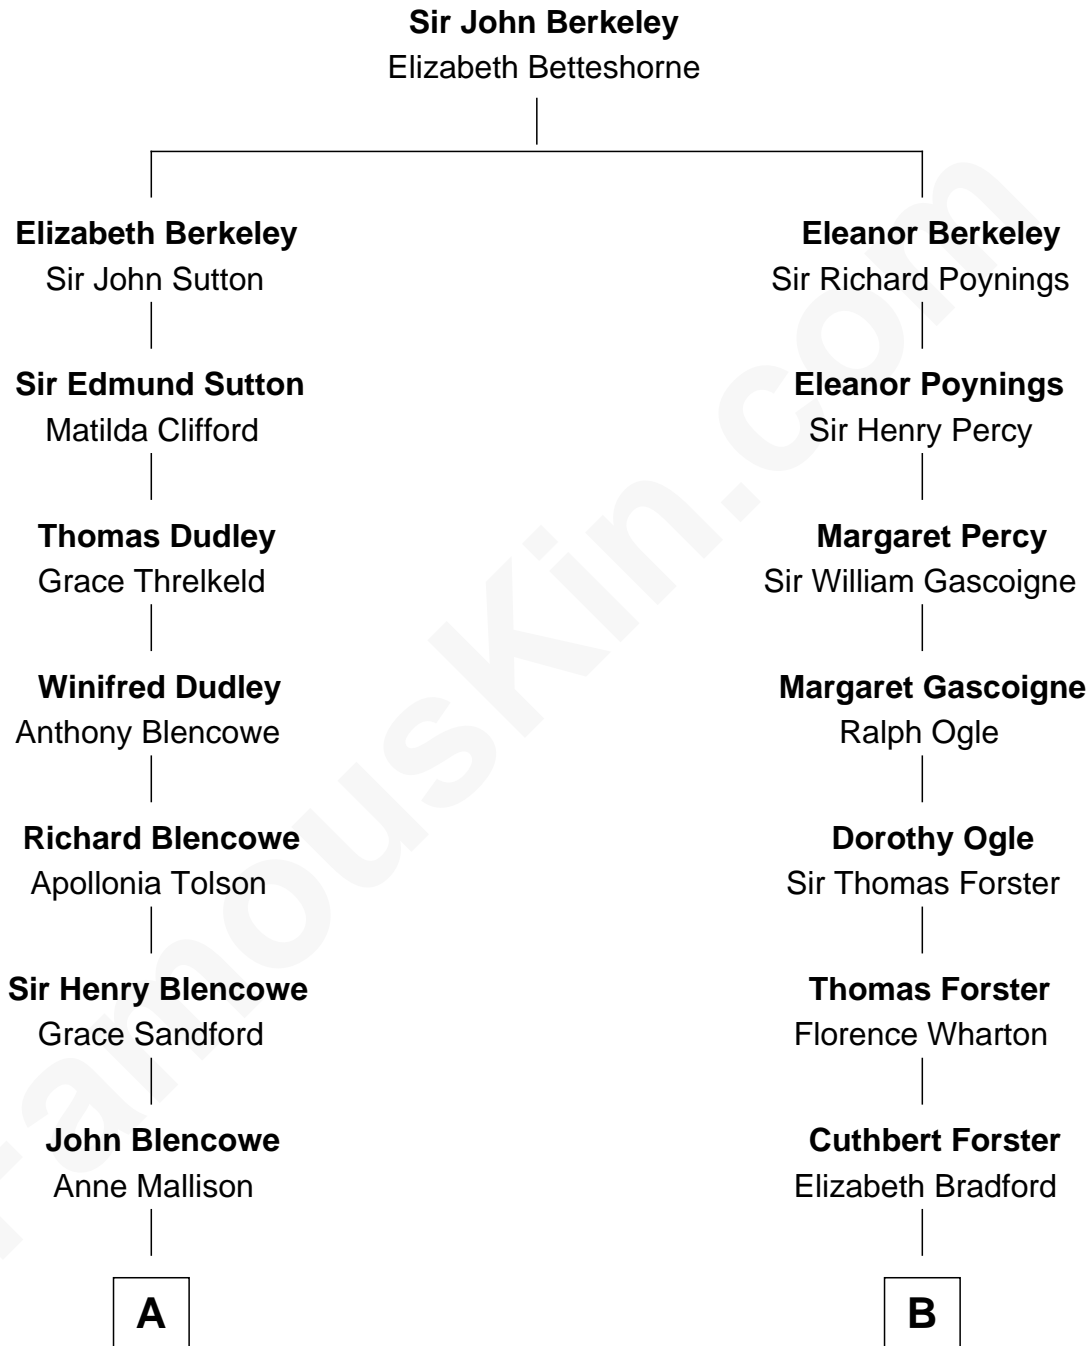 Sir John Berkeley
Elizabeth Betteshorne
Elizabeth Berkeley
Sir John Sutton
Eleanor Berkeley
Sir Richard Poynings
Sir Edmund Sutton
Matilda Clifford
Eleanor Poynings
Sir Henry Percy
Thomas Dudley
Grace Threlkeld
Margaret Percy
Sir William Gascoigne
Winifred Dudley
Anthony Blencowe
Margaret Gascoigne
Ralph Ogle
Richard Blencowe
Apollonia Tolson
Dorothy Ogle
Sir Thomas Forster
Sir Henry Blencowe
Grace Sandford
Thomas Forster
Florence Wharton
John Blencowe
Anne Mallison
Cuthbert Forster
Elizabeth Bradford
A
B
FamousKin.com